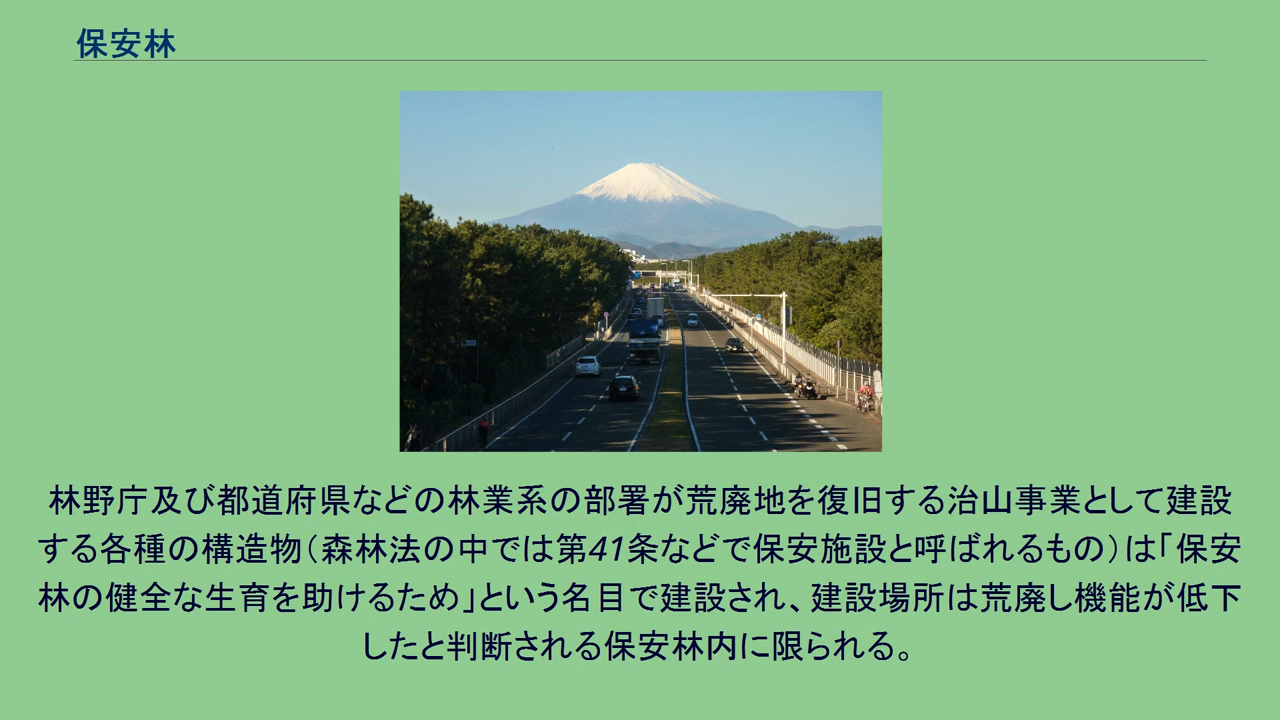 保安林
林野庁及び都道府県などの林業系の部署が荒廃地を復旧する治山事業として建設
する各種の構造物（森林法の中では第41条などで保安施設と呼ばれるもの）は「保安
林の健全な生育を助けるため」という名目で建設され、建設場所は荒廃し機能が低下
したと判断される保安林内に限られる。